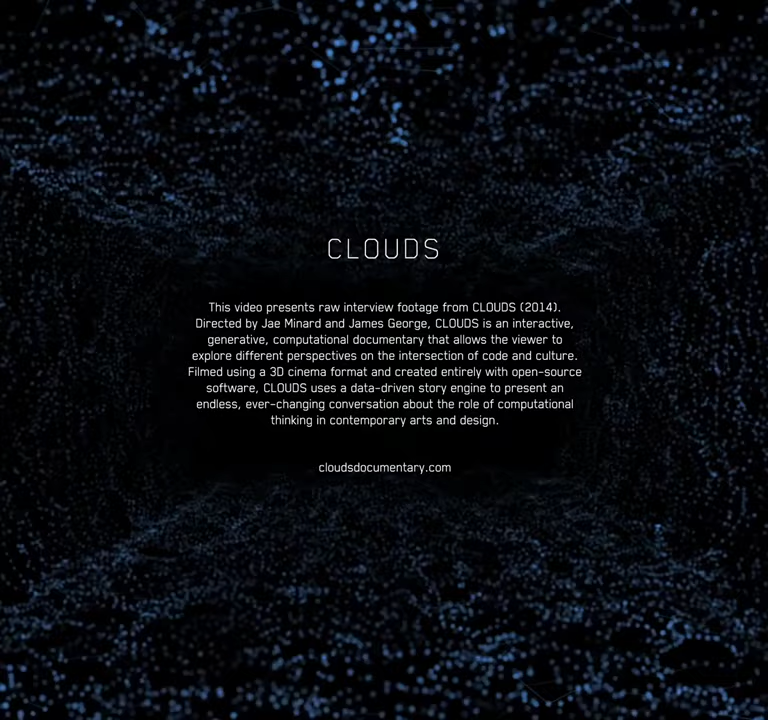 CLOUDS
This video presents raw interview footage from CLOUDS (2014).
Directed by Jae Minard and James George, CLOUDS is an interactive,
generative, computational documentary that allows the viewer to
explore different perspectives on the intersection of code and culture.
Filmed using a 3D cinema format and created entirely with open-source
software, CLOUDS uses a data-driven story engine to present an
endless, ever-changing conversation about the role of computational
thinking in contemporary arts and design.
cloudsdocumentary.com